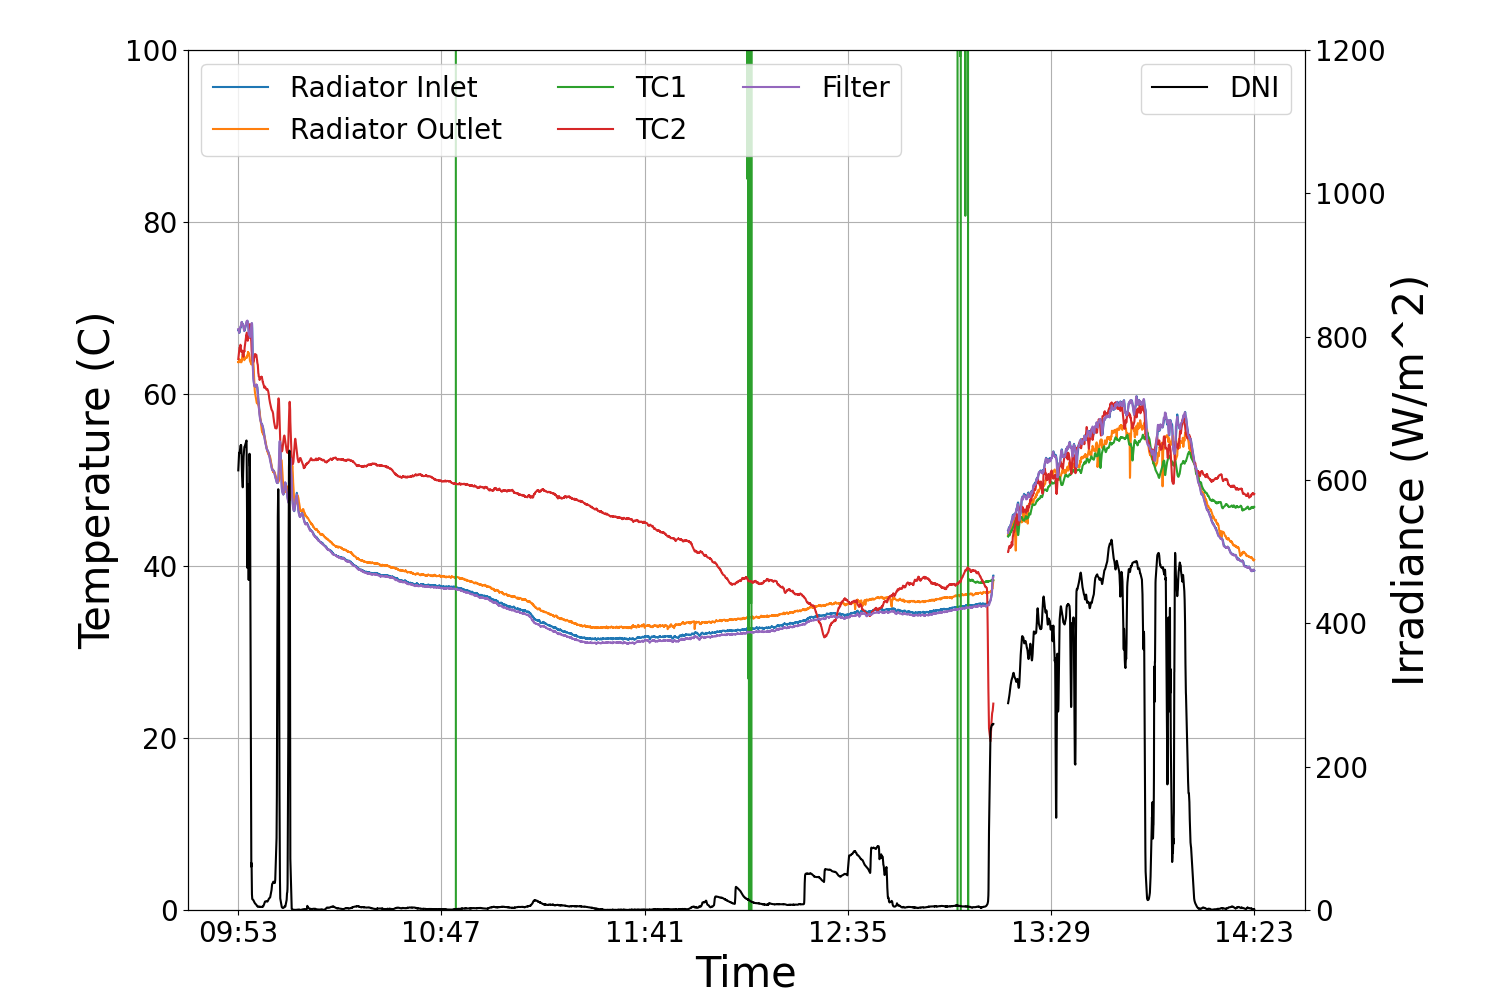 100
80
60
40
20
0
Temperature (C)
Radiator Inlet
Radiator Outlet
TC1
TC2
Filter
DNI
1200
1000
800
600
400
200
0
Irradiance (W/m^2)
09:53 10:47 11:41 12:35 13:29 14:23
Time